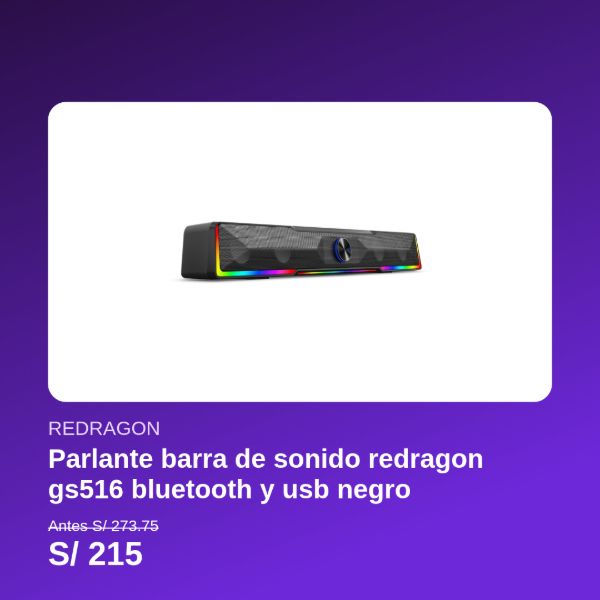 REDRAGON
Parlante barra de sonido redragon
gs516 bluetooth y usb negro
Antes S/ 273.75
S/ 215